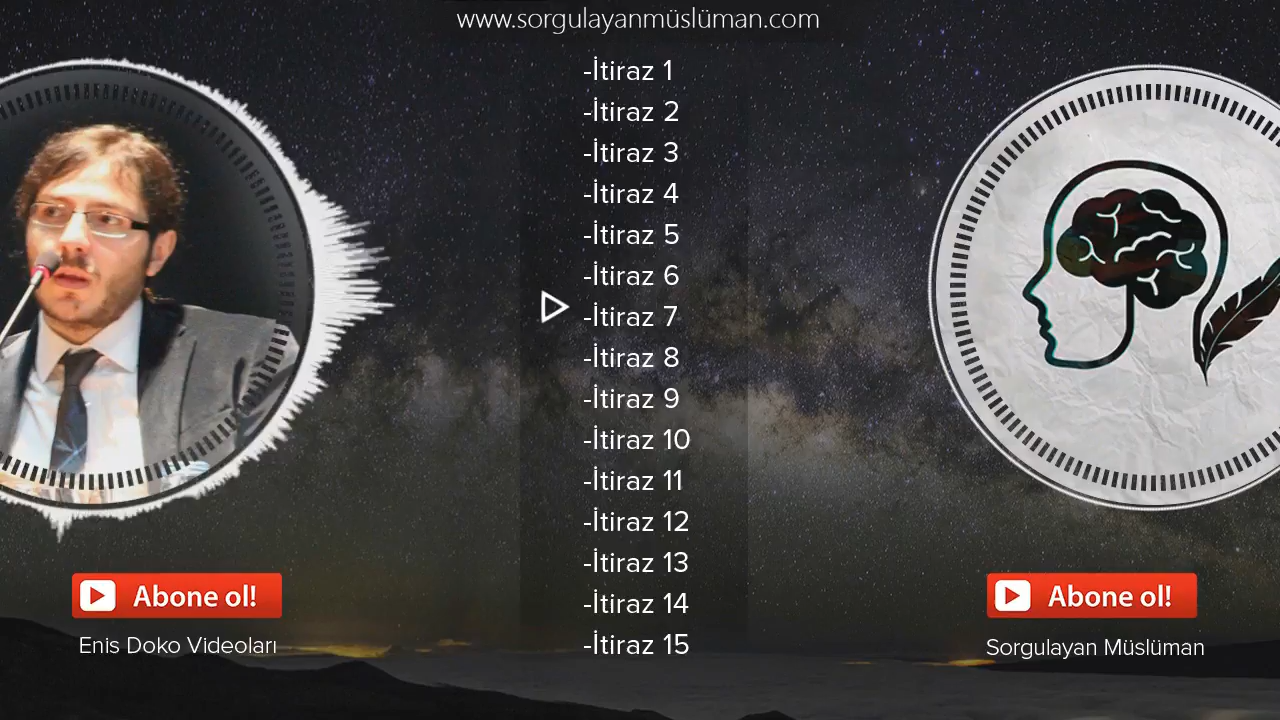 www.sorgulayanmüslüman.com
-İtiraz 1
-İtiraz 2
-İtiraz 3
-İtiraz 4
-İtiraz 5
-İtiraz 6
-İtiraz 7
-İtiraz 8
-İtiraz 9
-İtiraz 10
-İtiraz 11
-İtiraz 12
-İtiraz 13
-İtiraz 14
-İtiraz 15
Abone ol!
Enis Doko Videoları
Abone ol!
Sorgulayan Müslüman